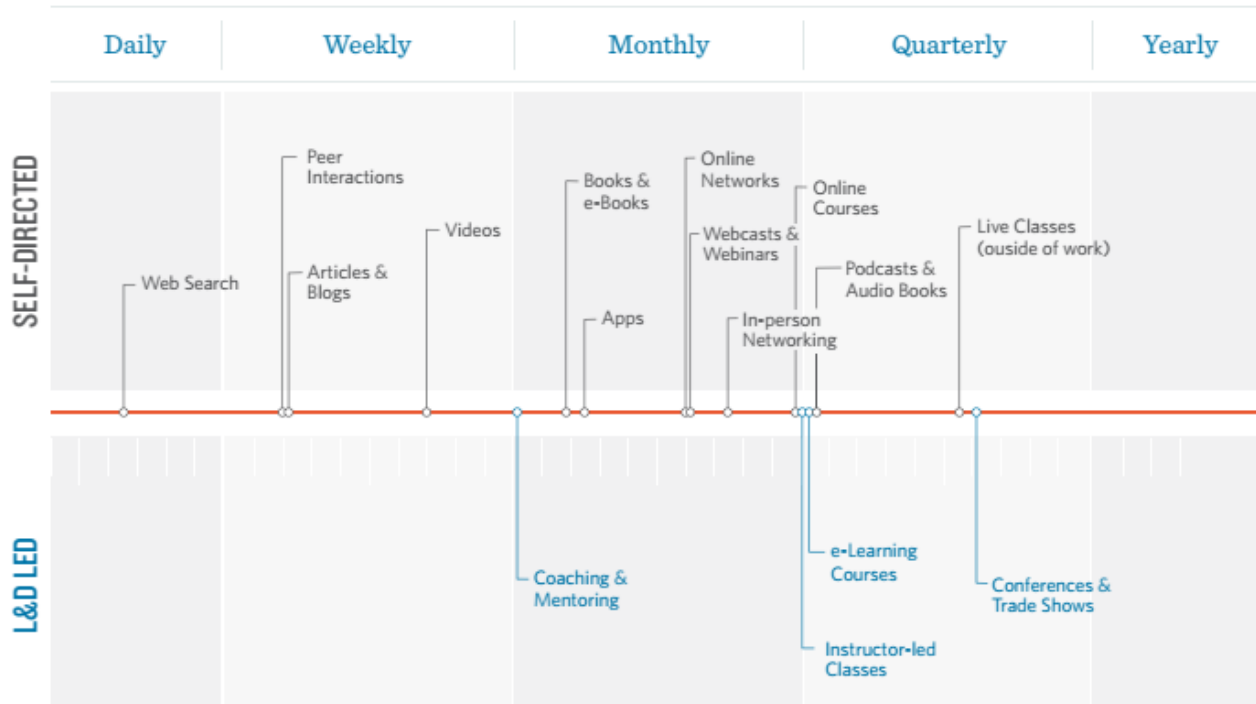 Daily
Weekly
Monthly
Quarterly
Yearly
SELF-DIRECTED
Peer
Interactions
Online
Networks
Books &
e-Books
Online
Courses
Videos
Webcasts &
Webinars
Live Classes
(ouside of work)
Web Search
Articles &
Blogs
Podcasts &
Audio Books
Apps
In-person
Networking
L&D LED
e-Learning
Courses
Coaching &
Mentoring
Conferences &
Trade Shows
Instructor-led
Classes